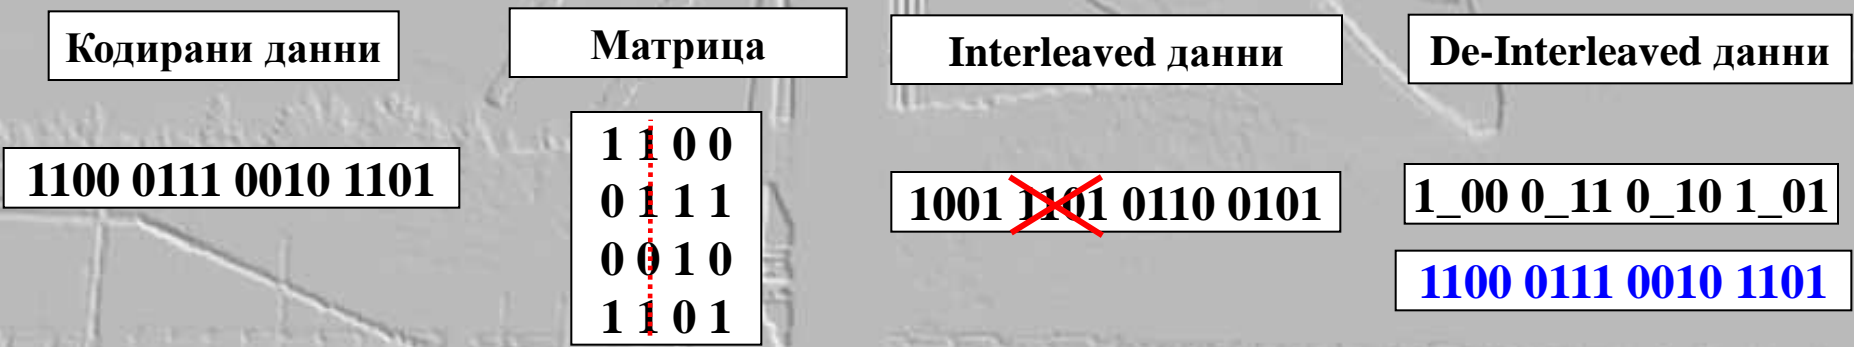 Кодирани данни
Матрица
Interleaved данни
De-Interleaved данни
1100 0111 0010 1101
1 1 0 0
0 1 1 1
0 0 1 0
1 1 0 1
1001 1101 0110 0101
1_00 0_11 0_10 1_01
1100 0111 0010 1101